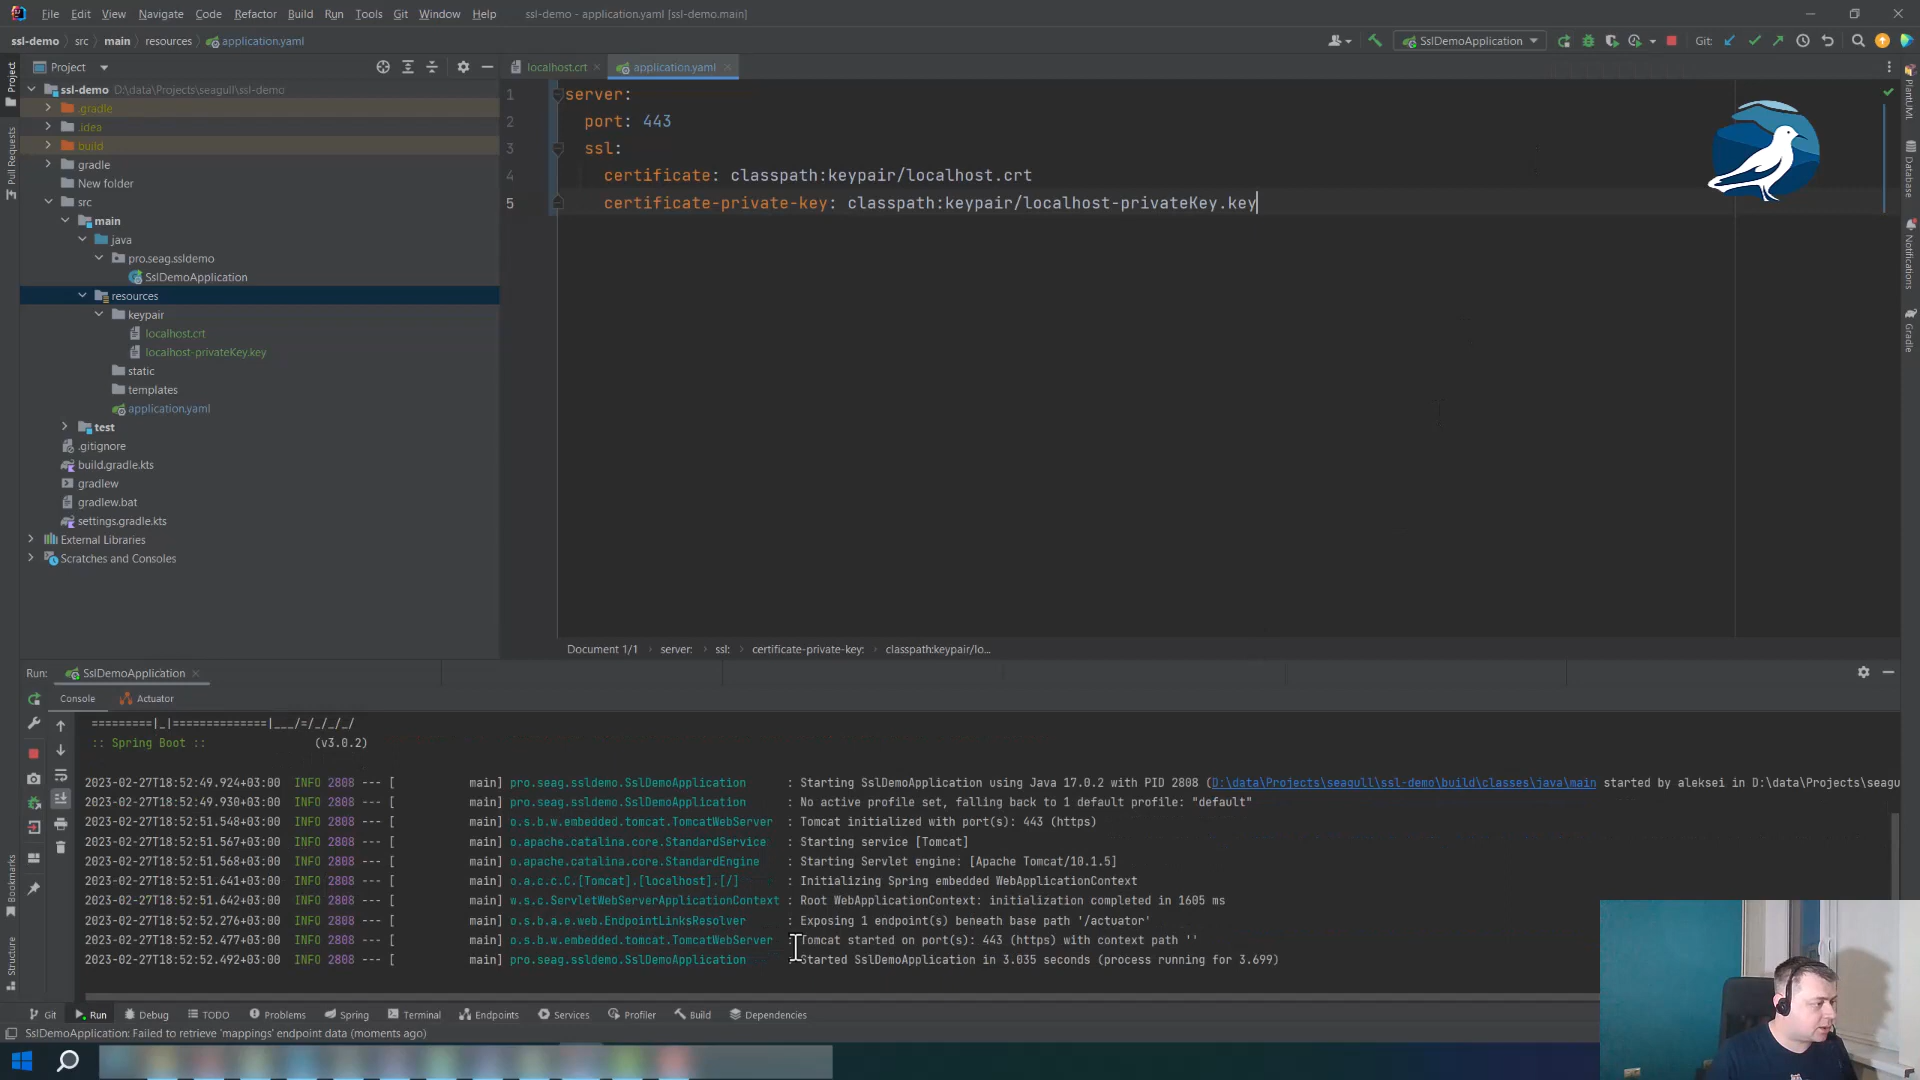 File Edit View Navigate Code Refactor Build Run Tools Git Window Help ssl-demo - application.yaml [ssl-demo.main]
ssl-demo src main resources application.yaml SslDemoApplication Git:
Project
localhost.crt application.yaml
ssl-demo D:\data\Projects\seagull\ssl-demo
.gradle
.idea
build
gradle
New folder
src
main
java
pro.seag.ssldemo
SslDemoApplication
resources
keypair
localhost.crt
localhost-privateKey.key
static
templates
application.yaml
test
.gitignore
build.gradle.kts
gradlew
gradlew.bat
settings.gradle.kts
External Libraries
Scratches and Consoles
1 server:
2 port: 443
3 ssl:
4 certificate: classpath:keypair/localhost.crt
5 certificate-private-key: classpath:keypair/localhost-privateKey.key
Document 1/1 server: ssl: certificate-private-key: classpath:keypair/lo...
Project
Pull Requests
Bookmarks
Structure
PlantUML
Database
Notifications
Gradle
Run: SslDemoApplication
Console Actuator
=========|_|==============|___/=/_/_/_/
:: Spring Boot :: (v3.0.2)
2023-02-27T18:52:49.924+03:00 INFO 2808 --- [ main] pro.seag.ssldemo.SslDemoApplication : Starting SslDemoApplication using Java 17.0.2 with PID 2808 (D:\data\Projects\seagull\ssl-demo\build\classes\java\main started by aleksei in D:\data\Projects\seagu
2023-02-27T18:52:49.930+03:00 INFO 2808 --- [ main] pro.seag.ssldemo.SslDemoApplication : No active profile set, falling back to 1 default profile: "default"
2023-02-27T18:52:51.548+03:00 INFO 2808 --- [ main] o.s.b.w.embedded.tomcat.TomcatWebServer : Tomcat initialized with port(s): 443 (https)
2023-02-27T18:52:51.567+03:00 INFO 2808 --- [ main] o.apache.catalina.core.StandardService : Starting service [Tomcat]
2023-02-27T18:52:51.568+03:00 INFO 2808 --- [ main] o.apache.catalina.core.StandardEngine : Starting Servlet engine: [Apache Tomcat/10.1.5]
2023-02-27T18:52:51.641+03:00 INFO 2808 --- [ main] o.a.c.c.C.[Tomcat].[localhost].[/] : Initializing Spring embedded WebApplicationContext
2023-02-27T18:52:51.642+03:00 INFO 2808 --- [ main] w.s.c.ServletWebServerApplicationContext : Root WebApplicationContext: initialization completed in 1605 ms
2023-02-27T18:52:52.276+03:00 INFO 2808 --- [ main] o.s.b.a.e.web.EndpointLinksResolver : Exposing 1 endpoint(s) beneath base path '/actuator'
2023-02-27T18:52:52.477+03:00 INFO 2808 --- [ main] o.s.b.w.embedded.tomcat.TomcatWebServer : Tomcat started on port(s): 443 (https) with context path ''
2023-02-27T18:52:52.492+03:00 INFO 2808 --- [ main] pro.seag.ssldemo.SslDemoApplication : Started SslDemoApplication in 3.035 seconds (process running for 3.699)
Git Run Debug TODO Problems Spring Terminal Endpoints Services Profiler Build Dependencies
SslDemoApplication: Failed to retrieve 'mappings' endpoint data (moments ago)